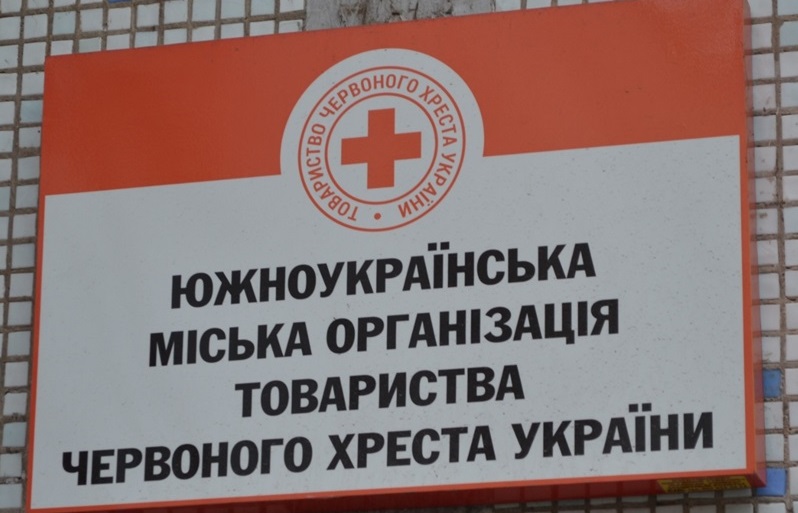 ТОВАРИСТВО ЧЕРВОНОГО ХРЕСТА УКРАЇНИ
ЮЖНОУКРАЇНСЬКА
МІСЬКА ОРГАНІЗАЦІЯ
ТОВАРИСТВА
ЧЕРВОНОГО ХРЕСТА УКРАЇНИ